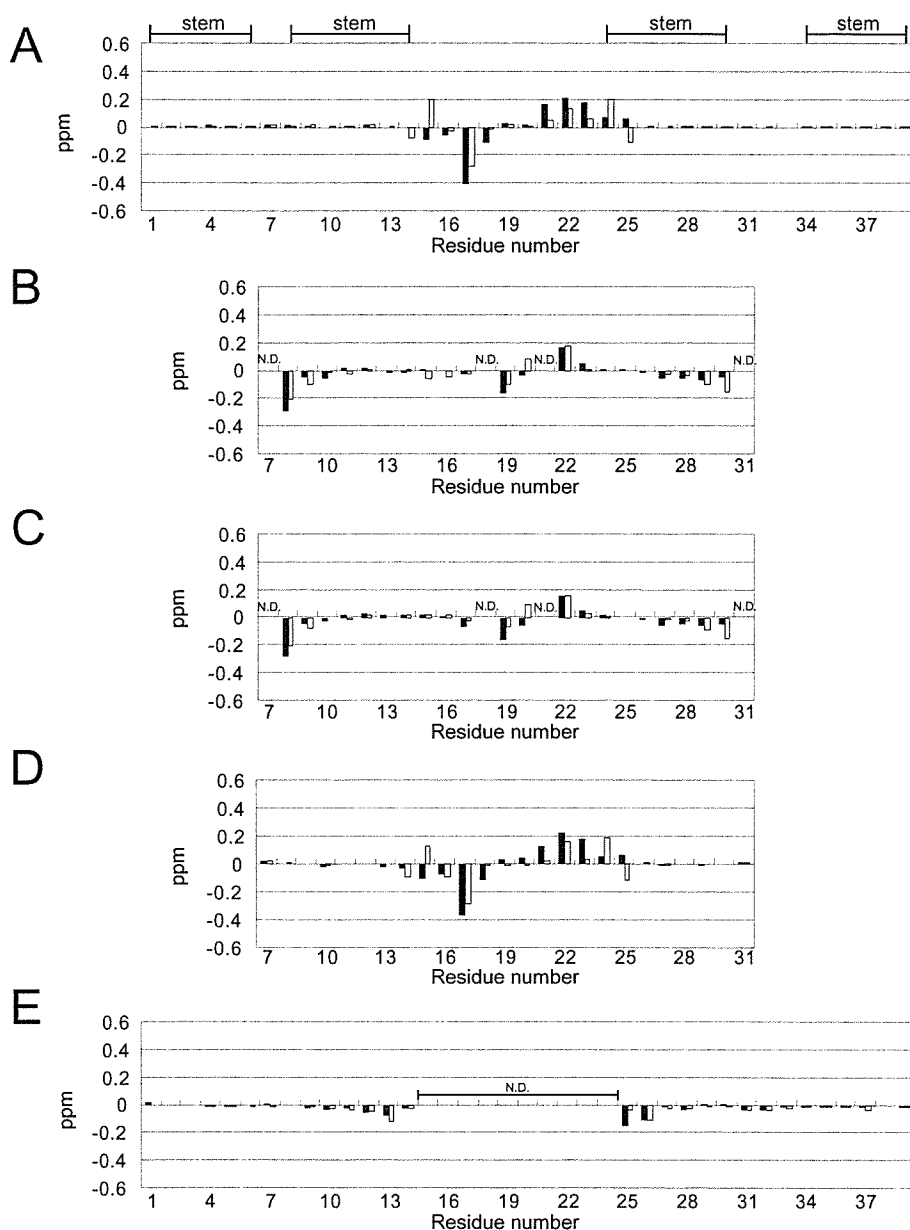 stem stem stem stem
A
0.6
0.4
0.2
0
-0.2
-0.4
-0.6
ppm
1 4 7 10 13 16 19 22 25 28 31 34 37
Residue number
B
0.6
0.4
0.2
0
-0.2
-0.4
-0.6
ppm
N.D. N.D. N.D. N.D.
7 10 13 16 19 22 25 28 31
Residue number
C
0.6
0.4
0.2
0
-0.2
-0.4
-0.6
ppm
N.D. N.D. N.D. N.D.
7 10 13 16 19 22 25 28 31
Residue number
D
0.6
0.4
0.2
0
-0.2
-0.4
-0.6
ppm
7 10 13 16 19 22 25 28 31
Residue number
E
0.6
0.4
0.2
0
-0.2
-0.4
-0.6
ppm
N.D.
1 4 7 10 13 16 19 22 25 28 31 34 37
Residue number